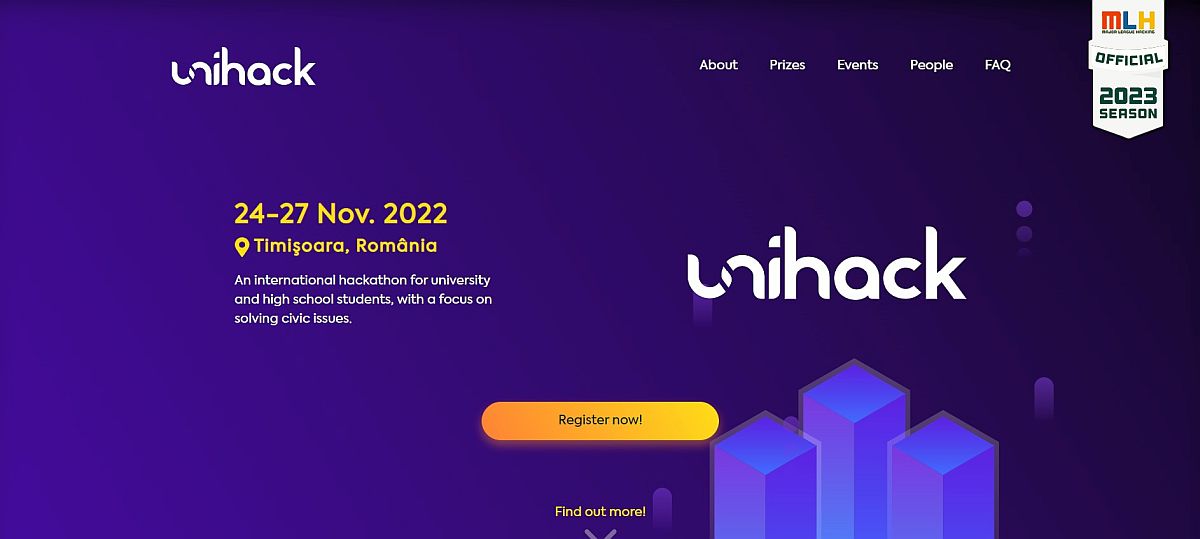 unihack
About
Prizes
Events
People
FAQ
MLH
MAJOR LEAGUE HACKING
OFFICIAL
2023
SEASON
24-27 Nov. 2022
Timişoara, România
An international hackathon for university
and high school students, with a focus on
solving civic issues.
unihack
Register now!
Find out more!